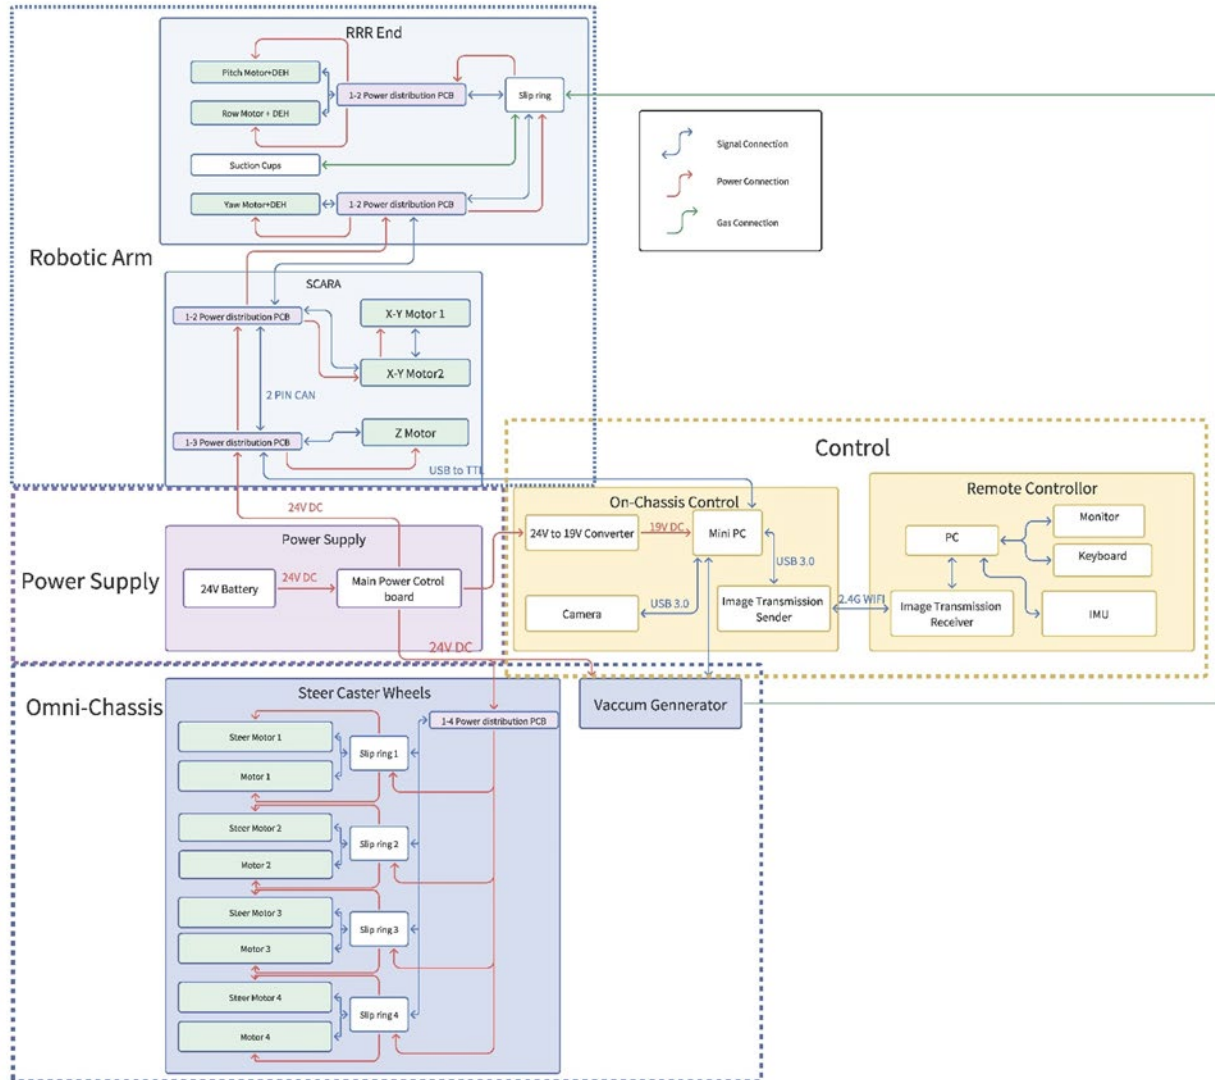 RRR End
Pitch Motor+DEH
Row Motor + DEH
1-2 Power distribution PCB
Slip ring
Suction Cups
Yaw Motor+DEH
1-2 Power distribution PCB
Signal Connection
Power Connection
Gas Connection
Robotic Arm
SCARA
1-2 Power distribution PCB
X-Y Motor 1
X-Y Motor2
2 PIN CAN
1-3 Power distribution PCB
Z Motor
USB to TTL
Control
24V DC
On-Chassis Control
24V to 19V Converter
19V DC
Mini PC
USB 3.0
Camera
USB 3.0
Image Transmission
Sender
2.4G WIFI
Remote Controllor
PC
Monitor
Keyboard
Image Transmission
Receiver
IMU
Power Supply
Power Supply
24V Battery
24V DC
Main Power Cotrol
board
24V DC
Omni-Chassis
Steer Caster Wheels
1-4 Power distribution PCB
Vaccum Gennerator
Steer Motor 1
Motor 1
Slip ring 1
Steer Motor 2
Motor 2
Slip ring 2
Steer Motor 3
Motor 3
Slip ring 3
Steer Motor 4
Motor 4
Slip ring 4